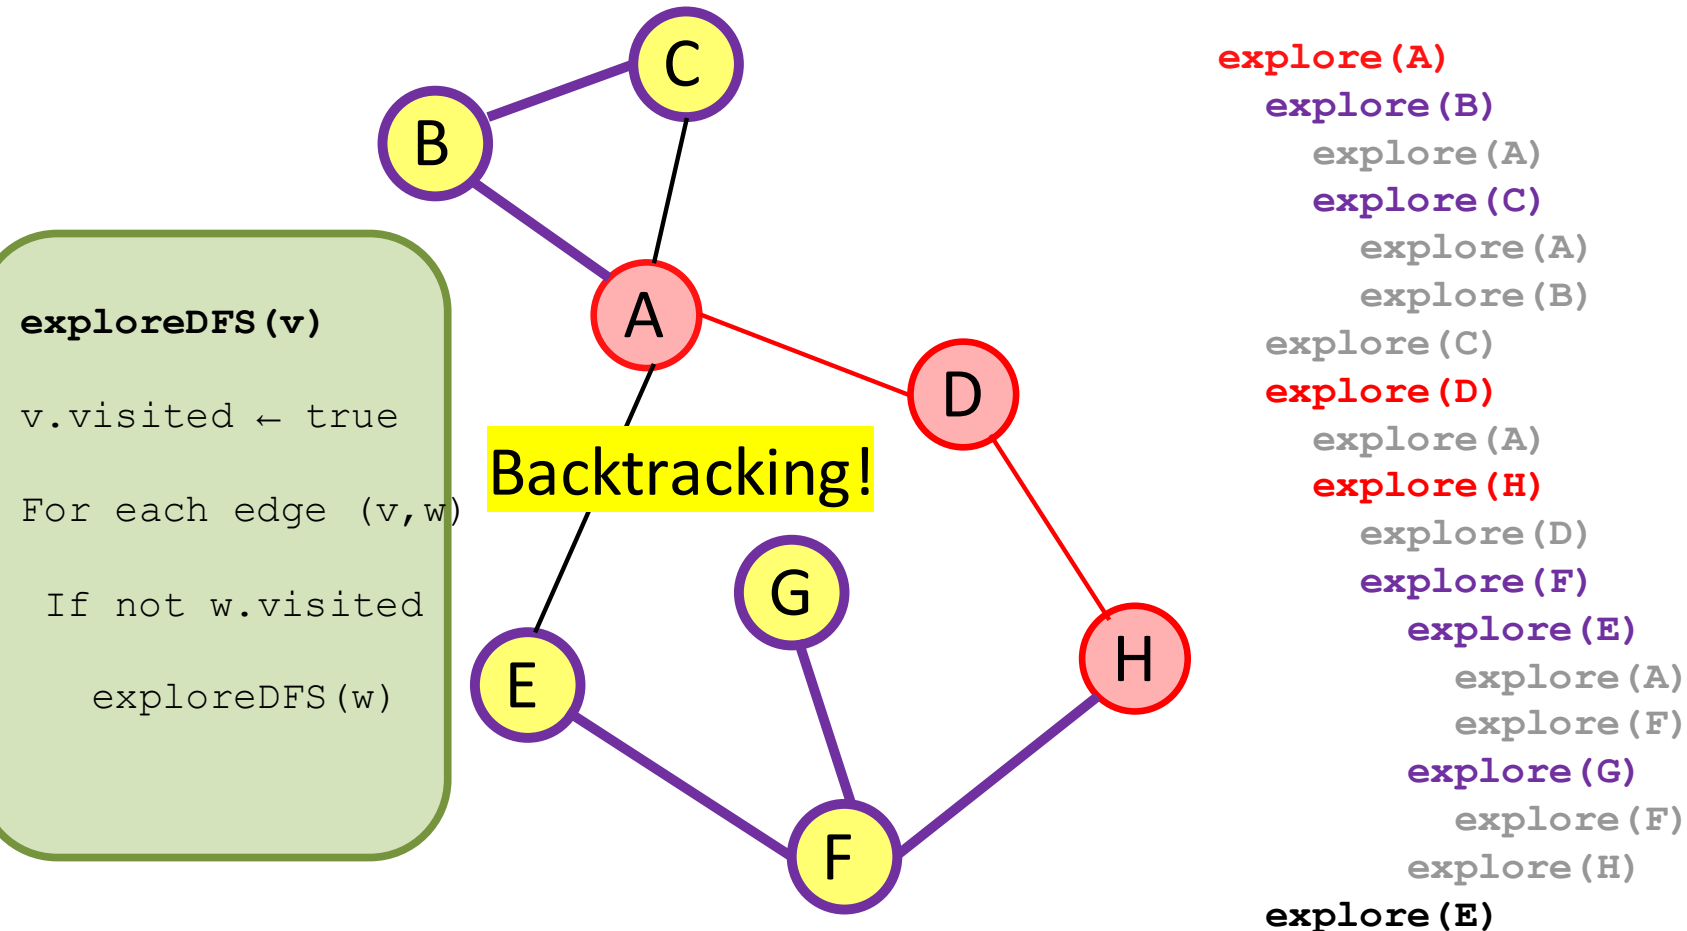 C
B
A
D
Backtracking!
G
E
H
F
exploreDFS(v)
v.visited ← true
For each edge (v,w)
If not w.visited
exploreDFS(w)
explore(A)
explore(B)
explore(A)
explore(C)
explore(A)
explore(B)
explore(C)
explore(D)
explore(A)
explore(H)
explore(D)
explore(F)
explore(E)
explore(A)
explore(F)
explore(G)
explore(F)
explore(H)
explore(E)